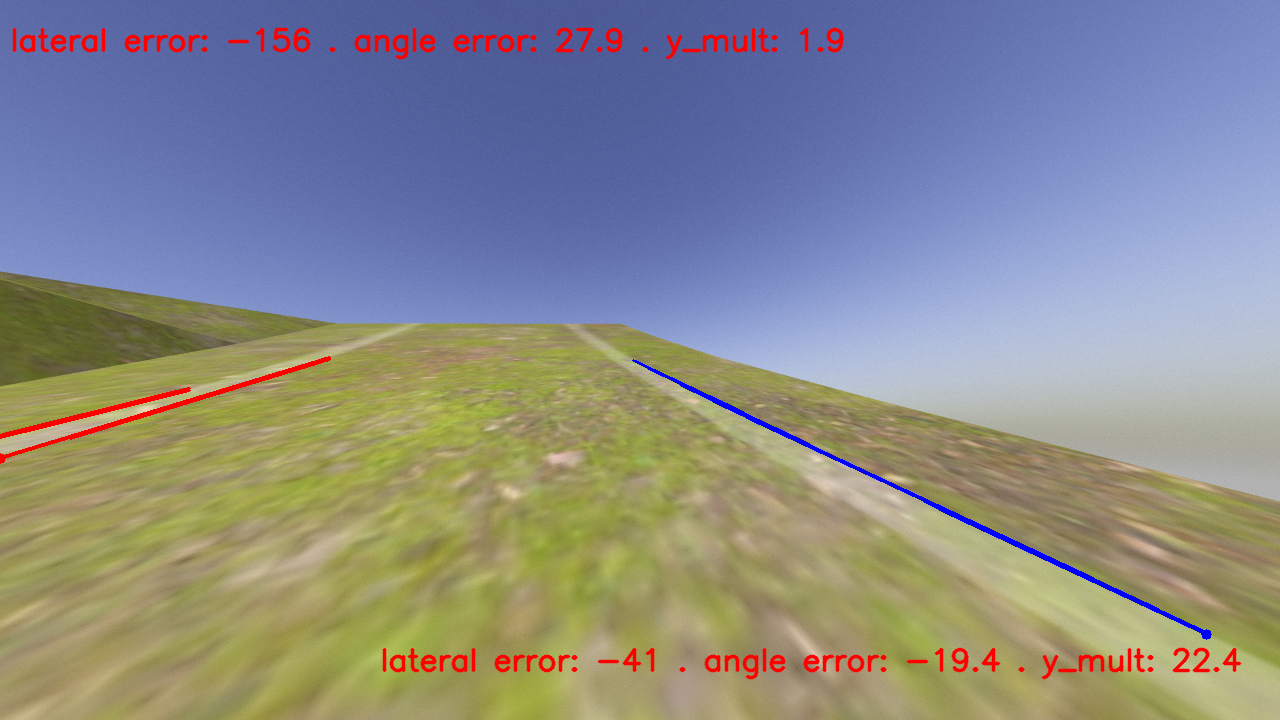 lateral error: -156 . angle error: 27.9 . y_mult: 1.9
lateral error: -41 . angle error: -19.4 . y_mult: 22.4